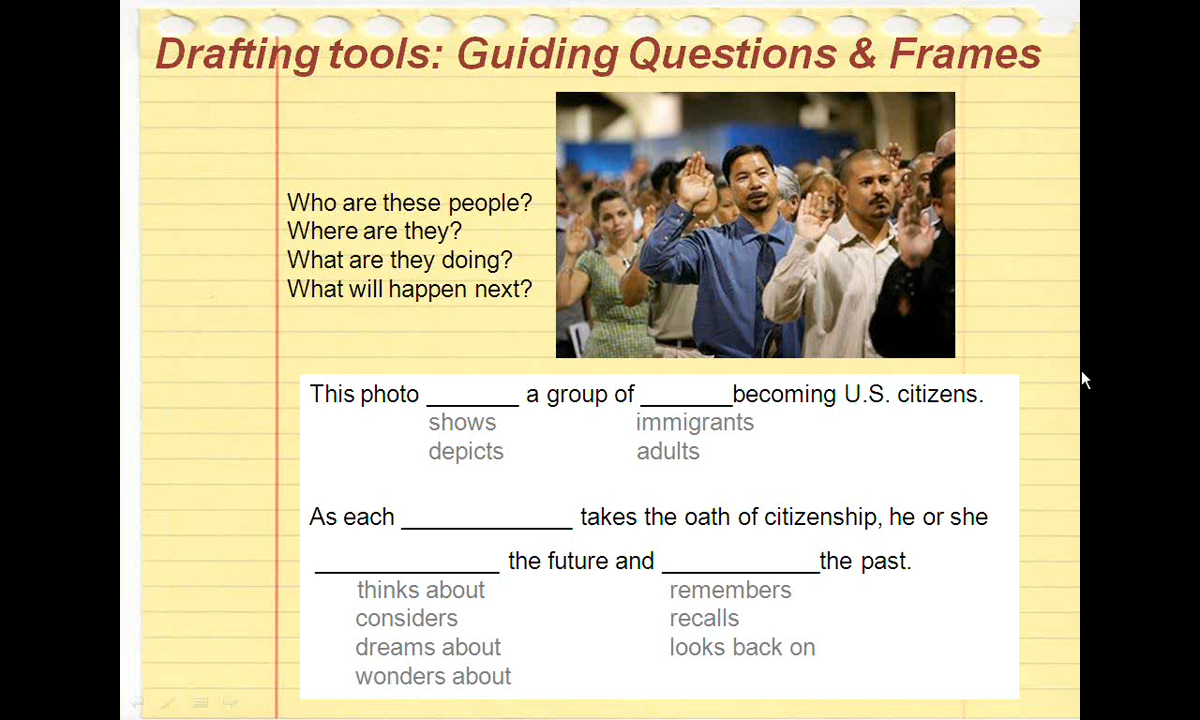 Drafting tools: Guiding Questions & Frames
Who are these people?
Where are they?
What are they doing?
What will happen next?
This photo _______ a group of _______becoming U.S. citizens.
shows immigrants
depicts adults
As each _____________ takes the oath of citizenship, he or she
______________ the future and ____________the past.
thinks about remembers
considers recalls
dreams about looks back on
wonders about